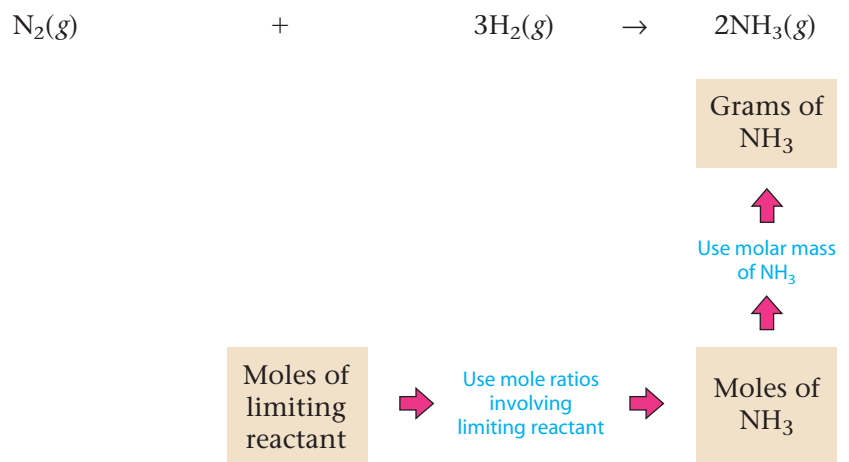 N₂(g) + 3H₂(g) → 2NH₃(g)
Grams of
NH₃
Use molar mass
of NH₃
Moles of
limiting
reactant
Use mole ratios
involving
limiting reactant
Moles of
NH₃